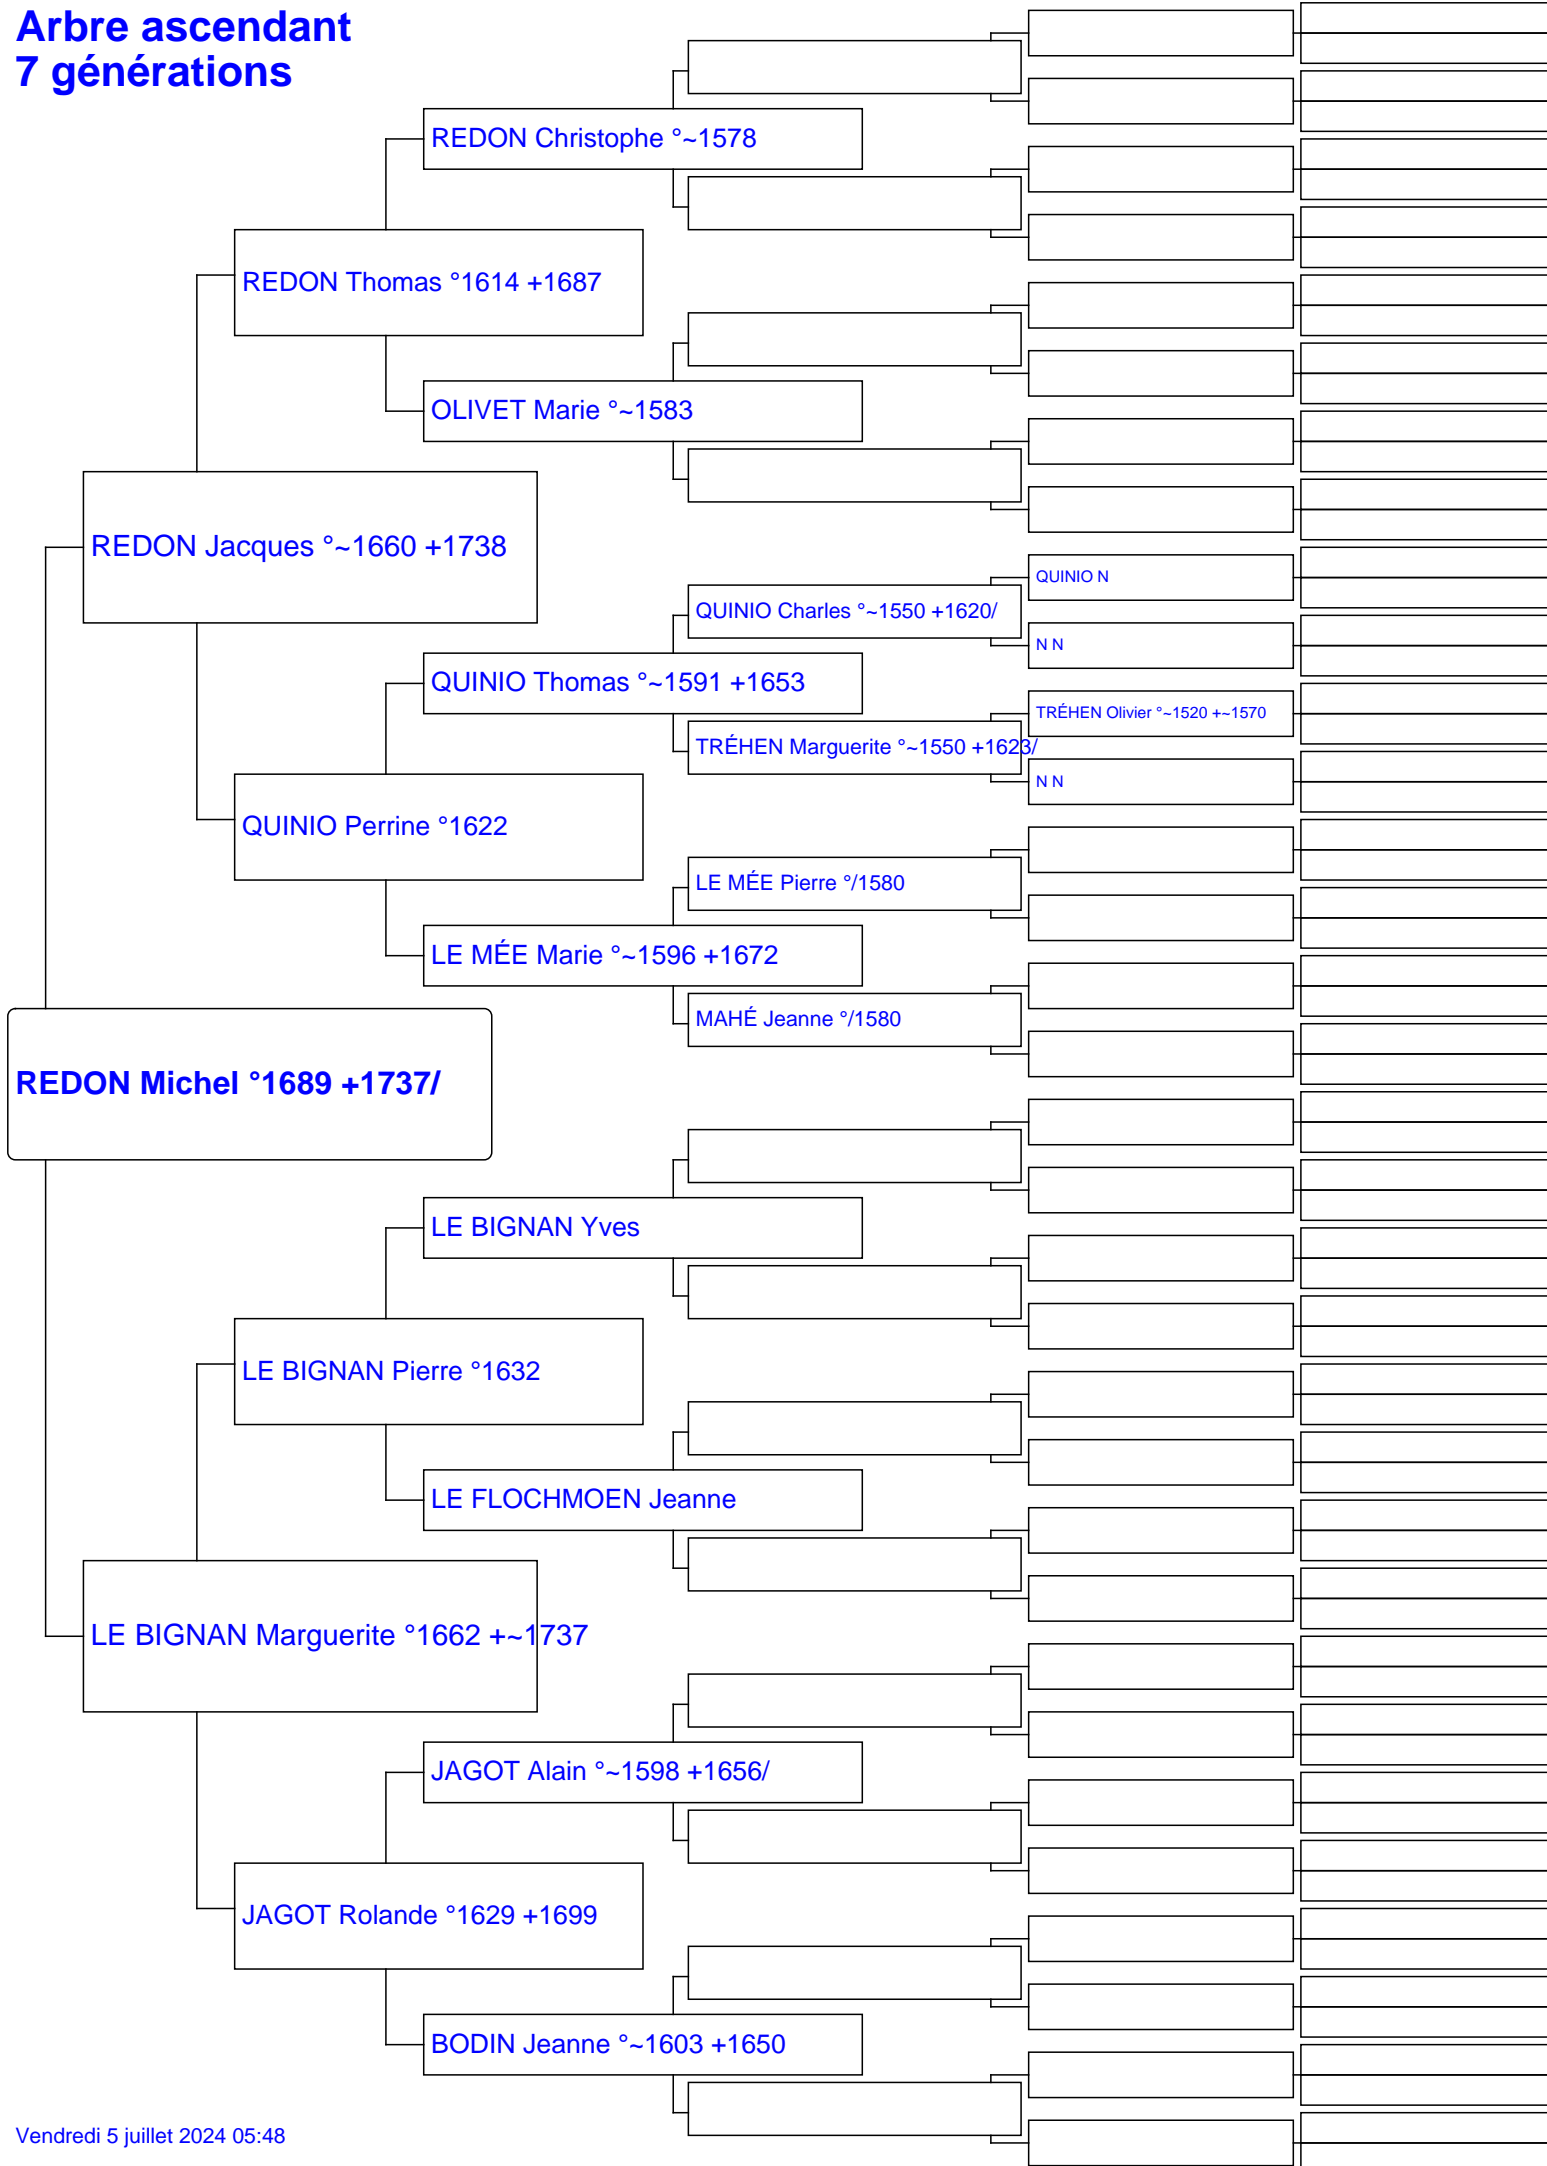 Arbre ascendant
7 générations
REDON Christophe °~1578
REDON Thomas °1614 +1687
OLIVET Marie °~1583
REDON Jacques °~1660 +1738
QUINIO N
QUINIO Charles °~1550 +1620/
N N
QUINIO Thomas °~1591 +1653
TRÉHEN Olivier °~1520 +~1570
TRÉHEN Marguerite °~1550 +1623/
N N
QUINIO Perrine °1622
LE MÉE Pierre °/1580
LE MÉE Marie °~1596 +1672
MAHÉ Jeanne °/1580
REDON Michel °1689 +1737/
LE BIGNAN Yves
LE BIGNAN Pierre °1632
LE FLOCHMOEN Jeanne
LE BIGNAN Marguerite °1662 +~1737
JAGOT Alain °~1598 +1656/
JAGOT Rolande °1629 +1699
BODIN Jeanne °~1603 +1650
Vendredi 5 juillet 2024 05:48